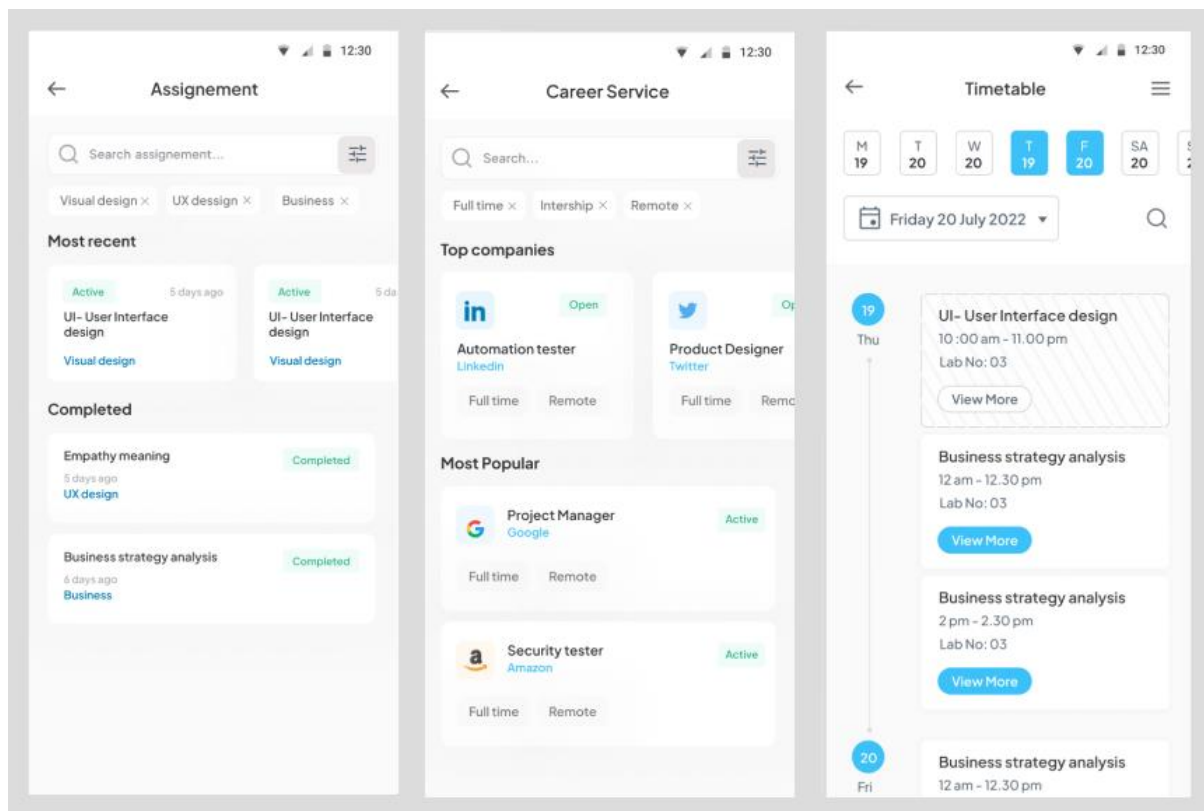 12:30
Assignement
Search assignement...
Visual design × UX dessign × Business ×
Most recent
Active 5 days ago
UI- User Interface
design
Visual design
Active 5 da
UI- User Interface
design
Visual design
Completed
Empathy meaning
Completed
5 days ago
UX design
Business strategy analysis
Completed
6 days ago
Business
12:30
Career Service
Search...
Full time × Intership × Remote ×
Top companies
in
Open
Automation tester
Linkedin
Full time Remote
Op
Product Designer
Twitter
Full time Remo
Most Popular
G
Project Manager
Active
Google
Full time Remote
a
Security tester
Active
Amazon
Full time Remote
12:30
Timetable
M T W T F SA S
19 20 20 19 20 20 2
Friday 20 July 2022
19
Thu
UI- User Interface design
10 :00 am - 11.00 pm
Lab No: 03
View More
Business strategy analysis
12 am - 12.30 pm
Lab No: 03
View More
Business strategy analysis
2 pm - 2.30 pm
Lab No: 03
View More
20
Fri
Business strategy analysis
12 am - 12.30 pm